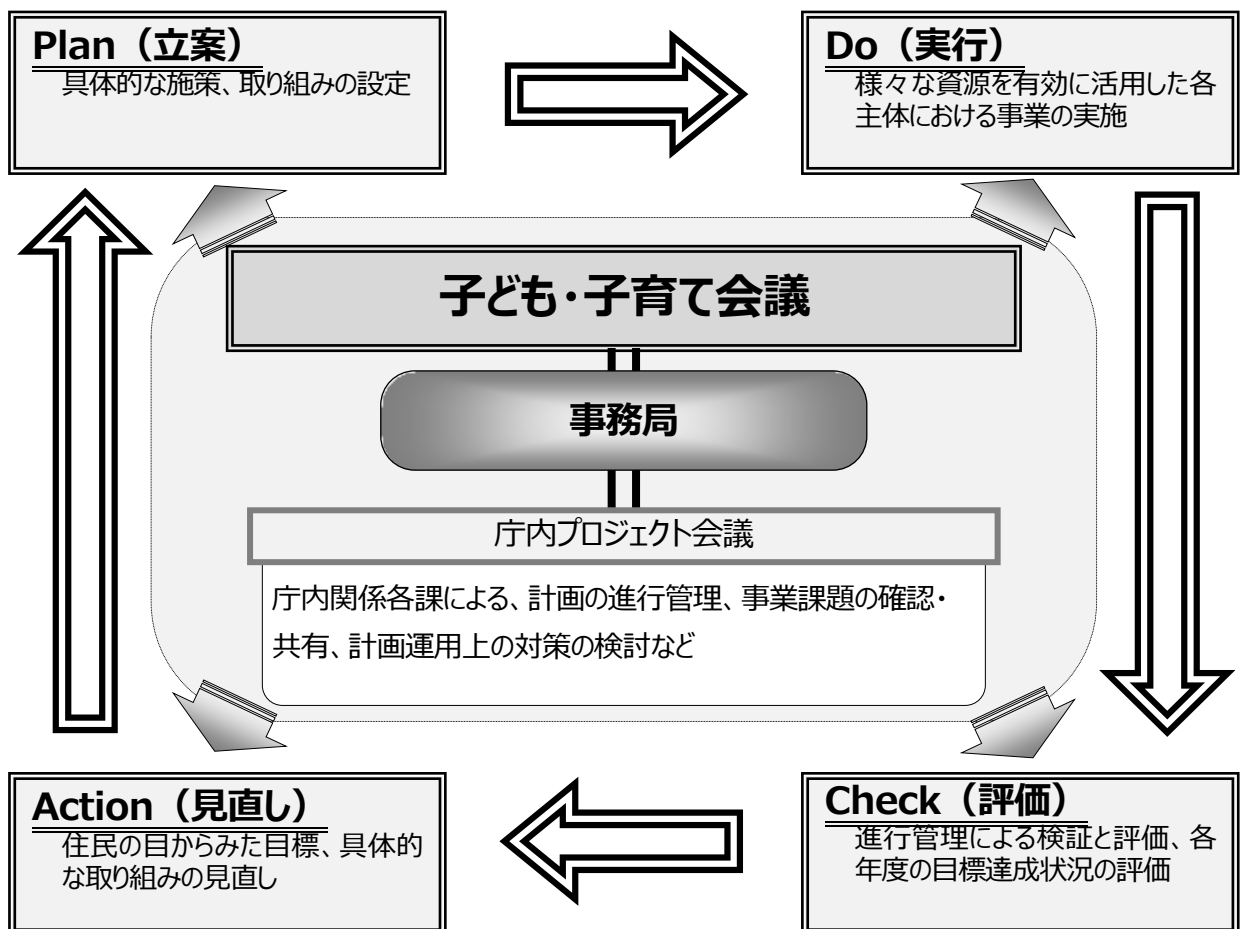 Plan（立案）
具体的な施策、取り組みの設定
Do（実行）
様々な資源を有効に活用した各
主体における事業の実施
子ども・子育て会議
事務局
庁内プロジェクト会議
庁内関係各課による、計画の進行管理、事業課題の確認・
共有、計画運用上の対策の検討など
Action（見直し）
住民の目からみた目標、具体的
な取り組みの見直し
Check（評価）
進行管理による検証と評価、各
年度の目標達成状況の評価